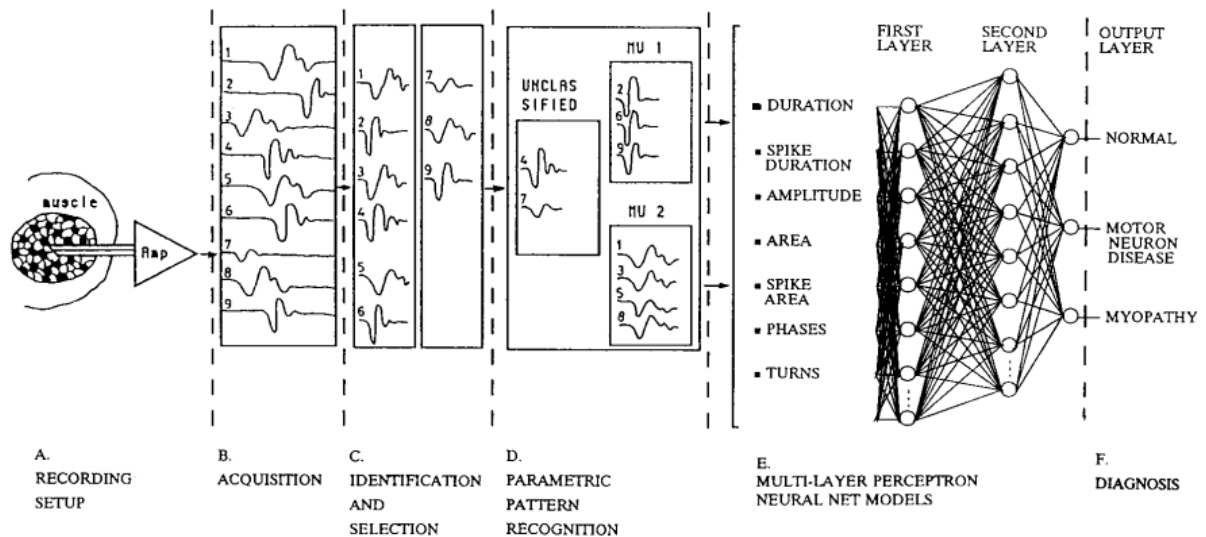 muscle
Amp
1
2
3
4
5
6
7
8
9
1
2
3
4
5
6
7
8
9
UNCLAS
SIFIED
4
7
MU 1
2
6
9
MU 2
1
3
5
8
FIRST
LAYER
SECOND
LAYER
OUTPUT
LAYER
▪ DURATION
▪ SPIKE
DURATION
▪ AMPLITUDE
▪ AREA
▪ SPIKE
AREA
▪ PHASES
▪ TURNS
NORMAL
MOTOR
NEURON
DISEASE
MYOPATHY
A.
RECORDING
SETUP
B.
ACQUISITION
C.
IDENTIFICATION
AND
SELECTION
D.
PARAMETRIC
PATTERN
RECOGNITION
E.
MULTI-LAYER PERCEPTRON
NEURAL NET MODELS
F.
DIAGNOSIS